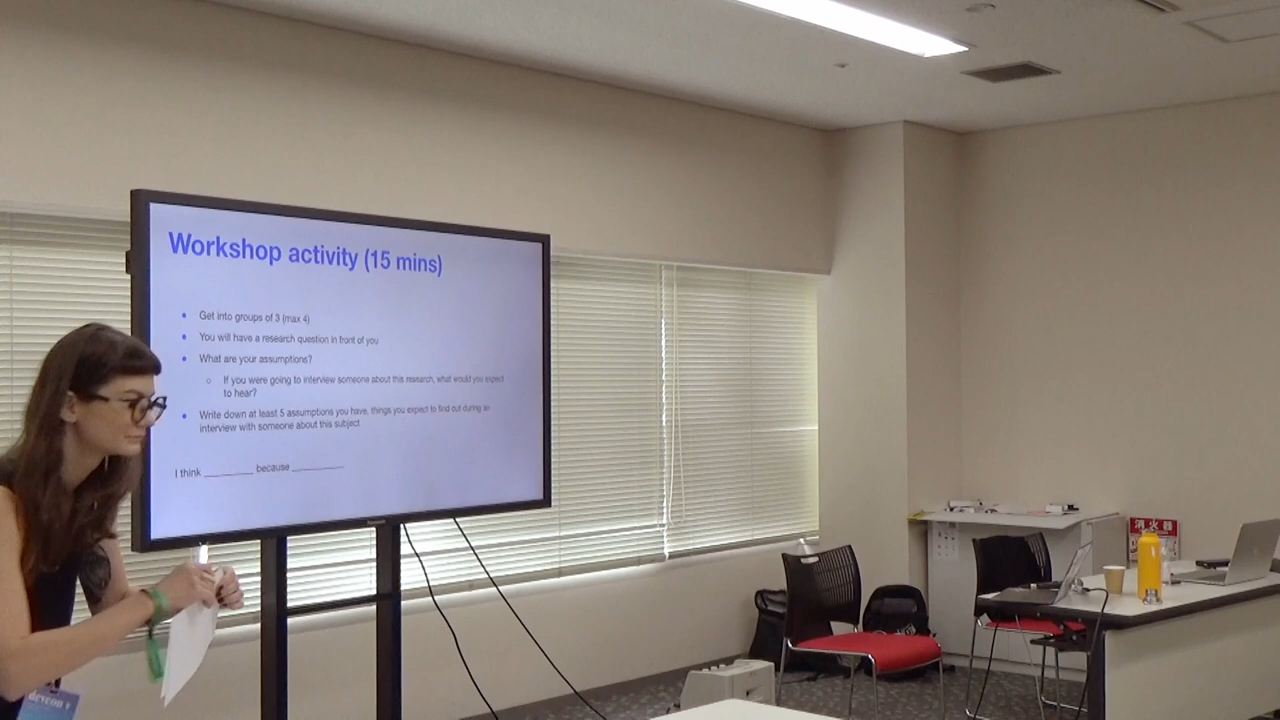 Workshop activity (15 mins)
Get into groups of 3 (max 4)
You will have a research question in front of you
What are your assumptions?
If you were going to interview someone about this research, what would you expect
to hear?
Write down at least 5 assumptions you have, things you expect to find out during an
interview with someone about this subject
I think _________ because __________
消火器
devcon